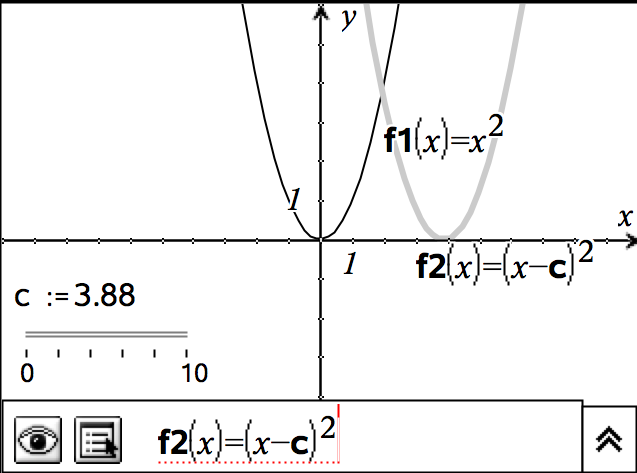 y
f1(x)=x²
1
x
1
f2(x)=(x−c)²
c :=3.88
0 10
f2(x)=(x−c)²